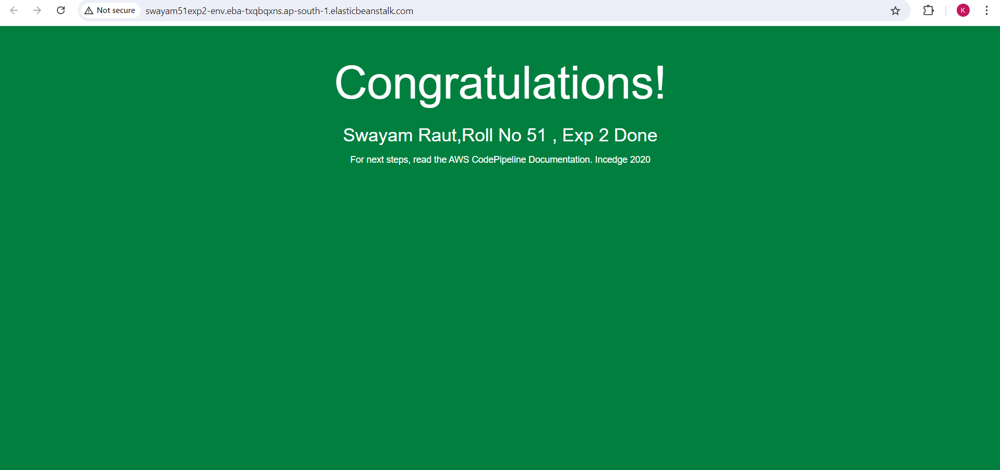 Not secure swayam51exp2-env.eba-txqbqxns.ap-south-1.elasticbeanstalk.com K
Congratulations!
Swayam Raut,Roll No 51 , Exp 2 Done
For next steps, read the AWS CodePipeline Documentation. Incedge 2020